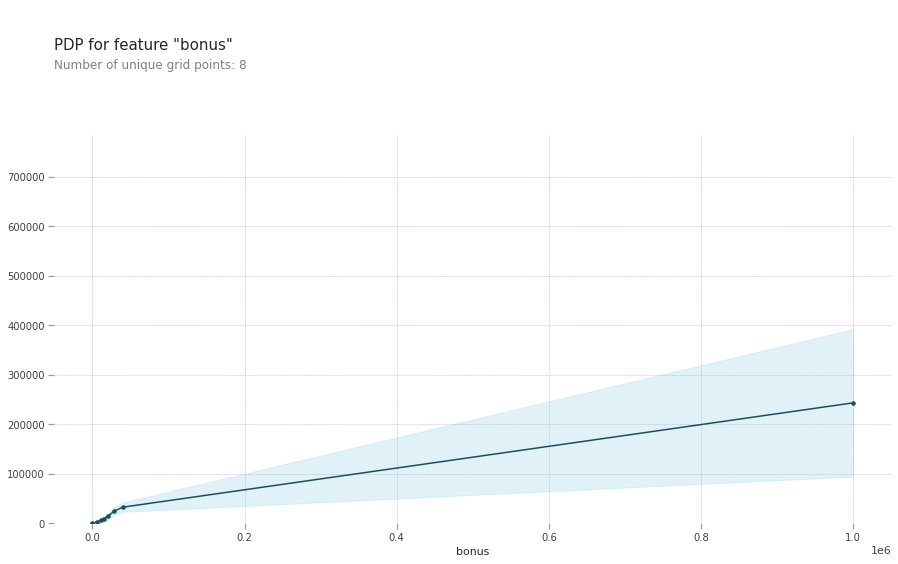 PDP for feature "bonus"
Number of unique grid points: 8
700000
600000
500000
400000
300000
200000
100000
0
0.0 0.2 0.4 0.6 0.8 1.0
bonus
1e6